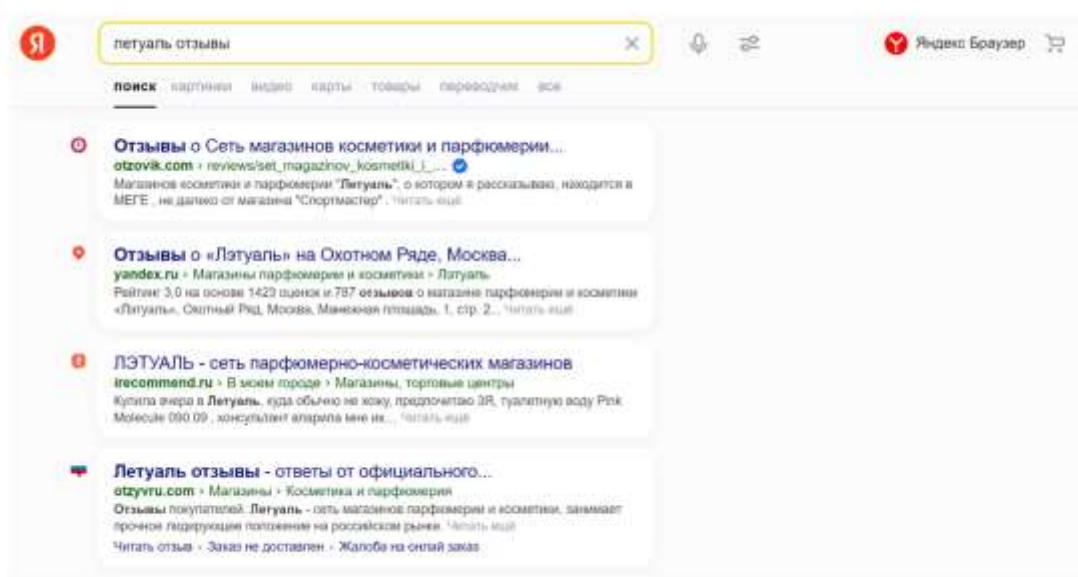 Я летуаль отзывы Яндекс Браузер
поиск картинки видео карты товары переводчик все
Отзывы о Сеть магазинов косметики и парфюмерии...
otzovik.com › reviews/set_magazinov_kosmetiki_i_...
Магазинов косметики и парфюмерии "Летуаль", о котором я рассказываю, находится в
МЕГЕ , не далеко от магазина "Спортмастер" . Читать ещё
Отзывы о «Лэтуаль» на Охотном Ряде, Москва...
yandex.ru › Магазины парфюмерии и косметики › Лэтуаль
Рейтинг 3,0 на основе 1423 оценок и 787 отзывов о магазине парфюмерии и косметики
«Лэтуаль», Охотный Ряд, Москва, Манежная площадь, 1, стр. 2... Читать ещё
ЛЭТУАЛЬ - сеть парфюмерно-косметических магазинов
irecommend.ru › В моем городе › Магазины, торговые центры
Купила вчера в Летуаль, куда обычно не хожу, предпочитаю туалетную воду Pink
Molecule 090.09 , консультант впарила мне их... Читать ещё
Летуаль отзывы - ответы от официального...
otzyvru.com › Магазины › Косметика и парфюмерия
Отзывы покупателей. Летуаль - сеть магазинов парфюмерии и косметики, занимает
прочное лидирующее положение на российском рынке. Читать ещё
Читать отзыв · Заказ не доставлен · Жалоба на онлай заказ